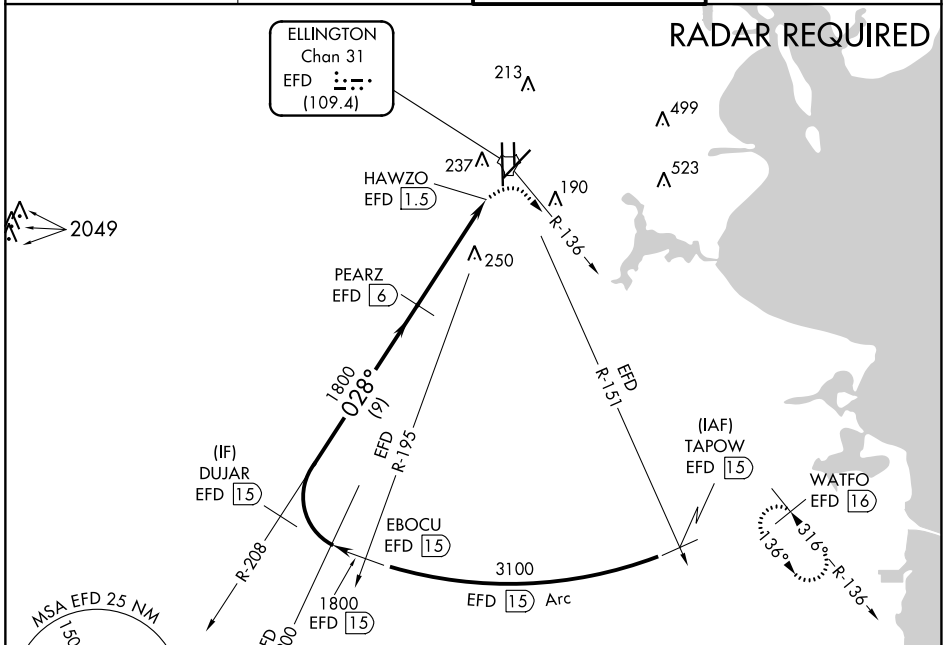 RADAR REQUIRED
ELLINGTON
Chan 31
EFD
(109.4)
213
499
237
523
HAWZO
EFD 1.5
190
R-136
2049
250
PEARZ
EFD 6
1800
028°
(9)
EFD
R-195
EFD
R-151
(IAF)
TAPOW
EFD 15
(IF)
DUJAR
EFD 15
WATFO
EFD 16
136°
316°
R-136
EBOCU
EFD 15
R-208
3100
EFD 15 Arc
1800
EFD 15
MSA EFD 25 NM